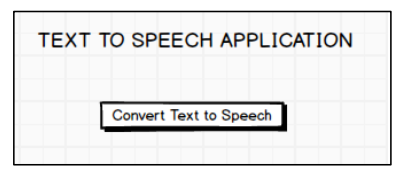 TEXT TO SPEECH APPLICATION
Convert Text to Speech